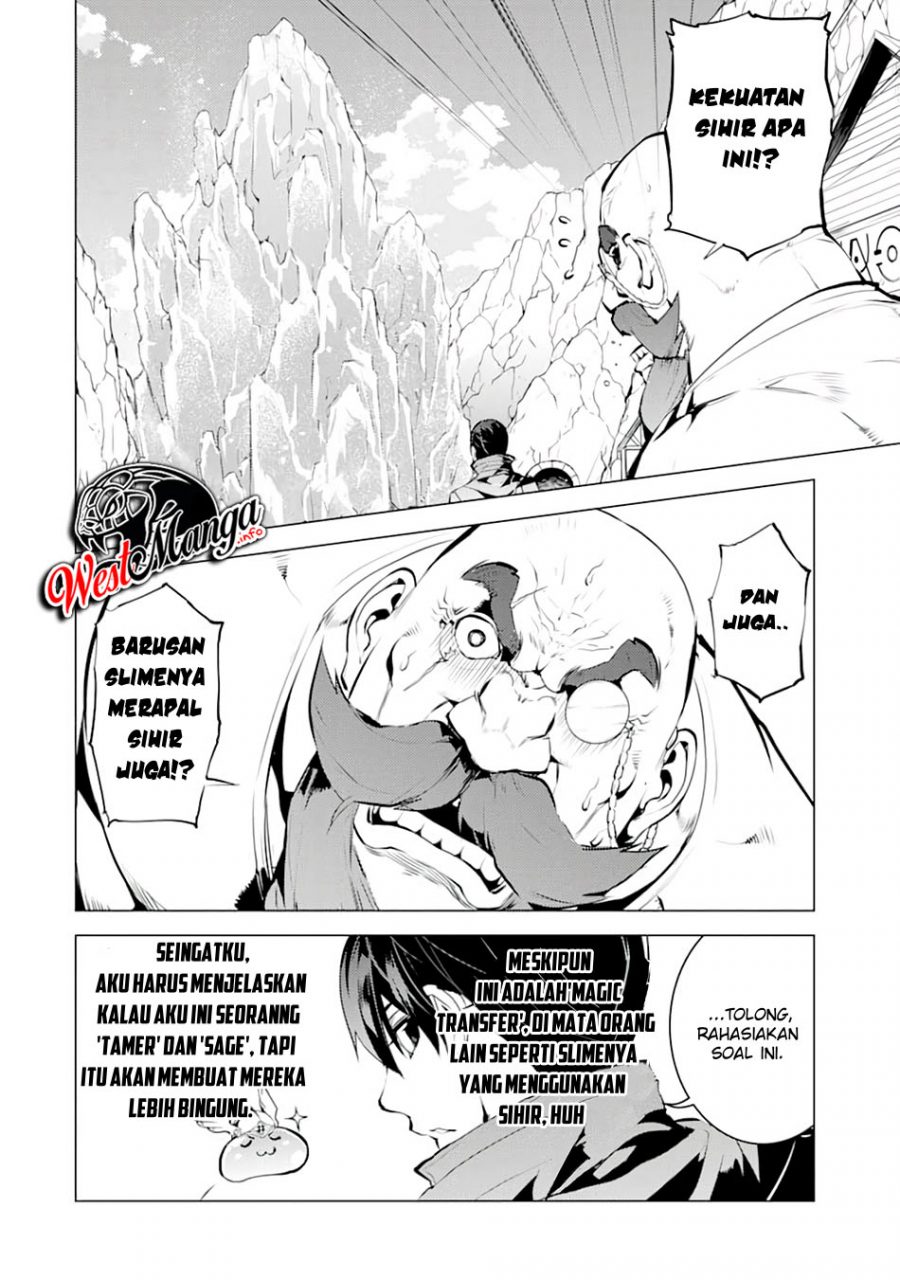 KEKUATAN
SIHIR APA
INI!?
WestManga
.info
DAN
JUGA..
BARUSAN
SLIMENYA
MERAPAL
SIHIR
JUGA!?
...TOLONG,
RAHASIAKAN
SOAL INI.
MESKIPUN
INI ADALAH 'MAGIC
TRANSFER', DI MATA ORANG
LAIN SEPERTI SLIMENYA
YANG MENGGUNAKAN
SIHIR, HUH
SEINGATKU,
AKU HARUS MENJELASKAN
KALAU AKU INI SEORANNG
'TAMER' DAN 'SAGE', TAPI
ITU AKAN MEMBUAT MEREKA
LEBIH BINGUNG.